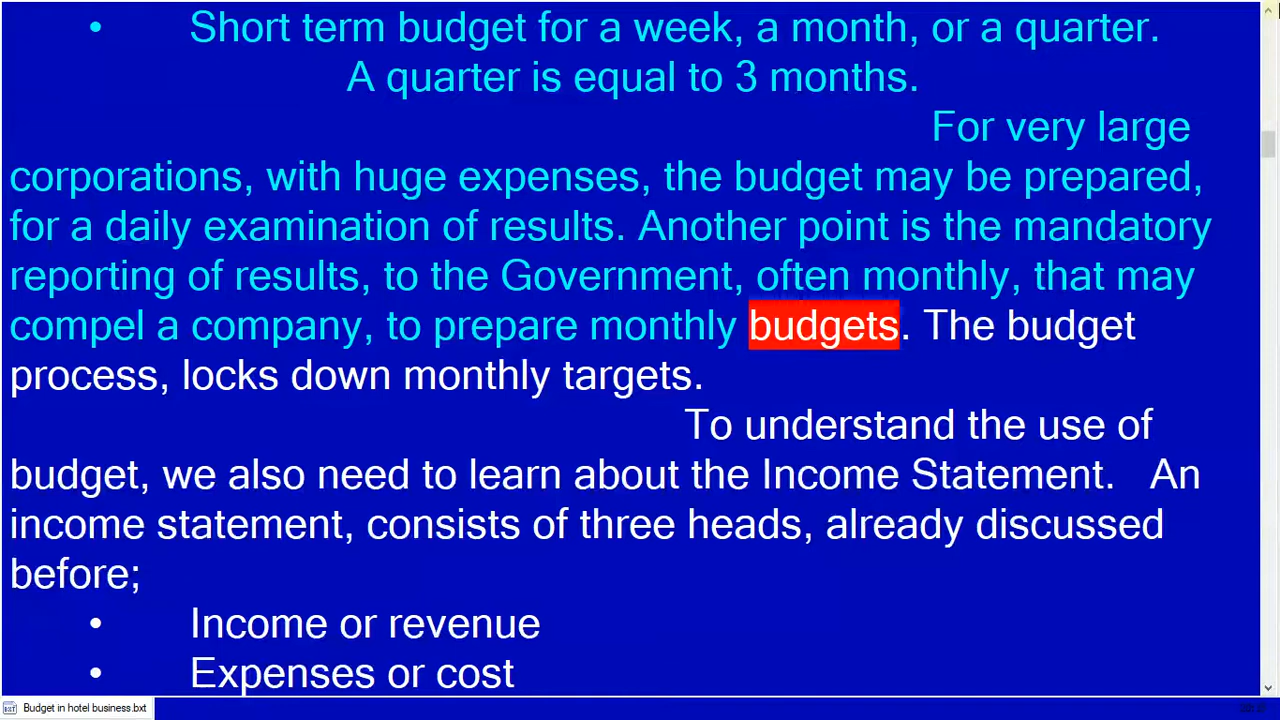 • Short term budget for a week, a month, or a quarter.
A quarter is equal to 3 months.
For very large
corporations, with huge expenses, the budget may be prepared,
for a daily examination of results. Another point is the mandatory
reporting of results, to the Government, often monthly, that may
compel a company, to prepare monthly budgets. The budget
process, locks down monthly targets.
To understand the use of
budget, we also need to learn about the Income Statement. An
income statement, consists of three heads, already discussed
before;
• Income or revenue
• Expenses or cost
Budget in hotel business.bxt